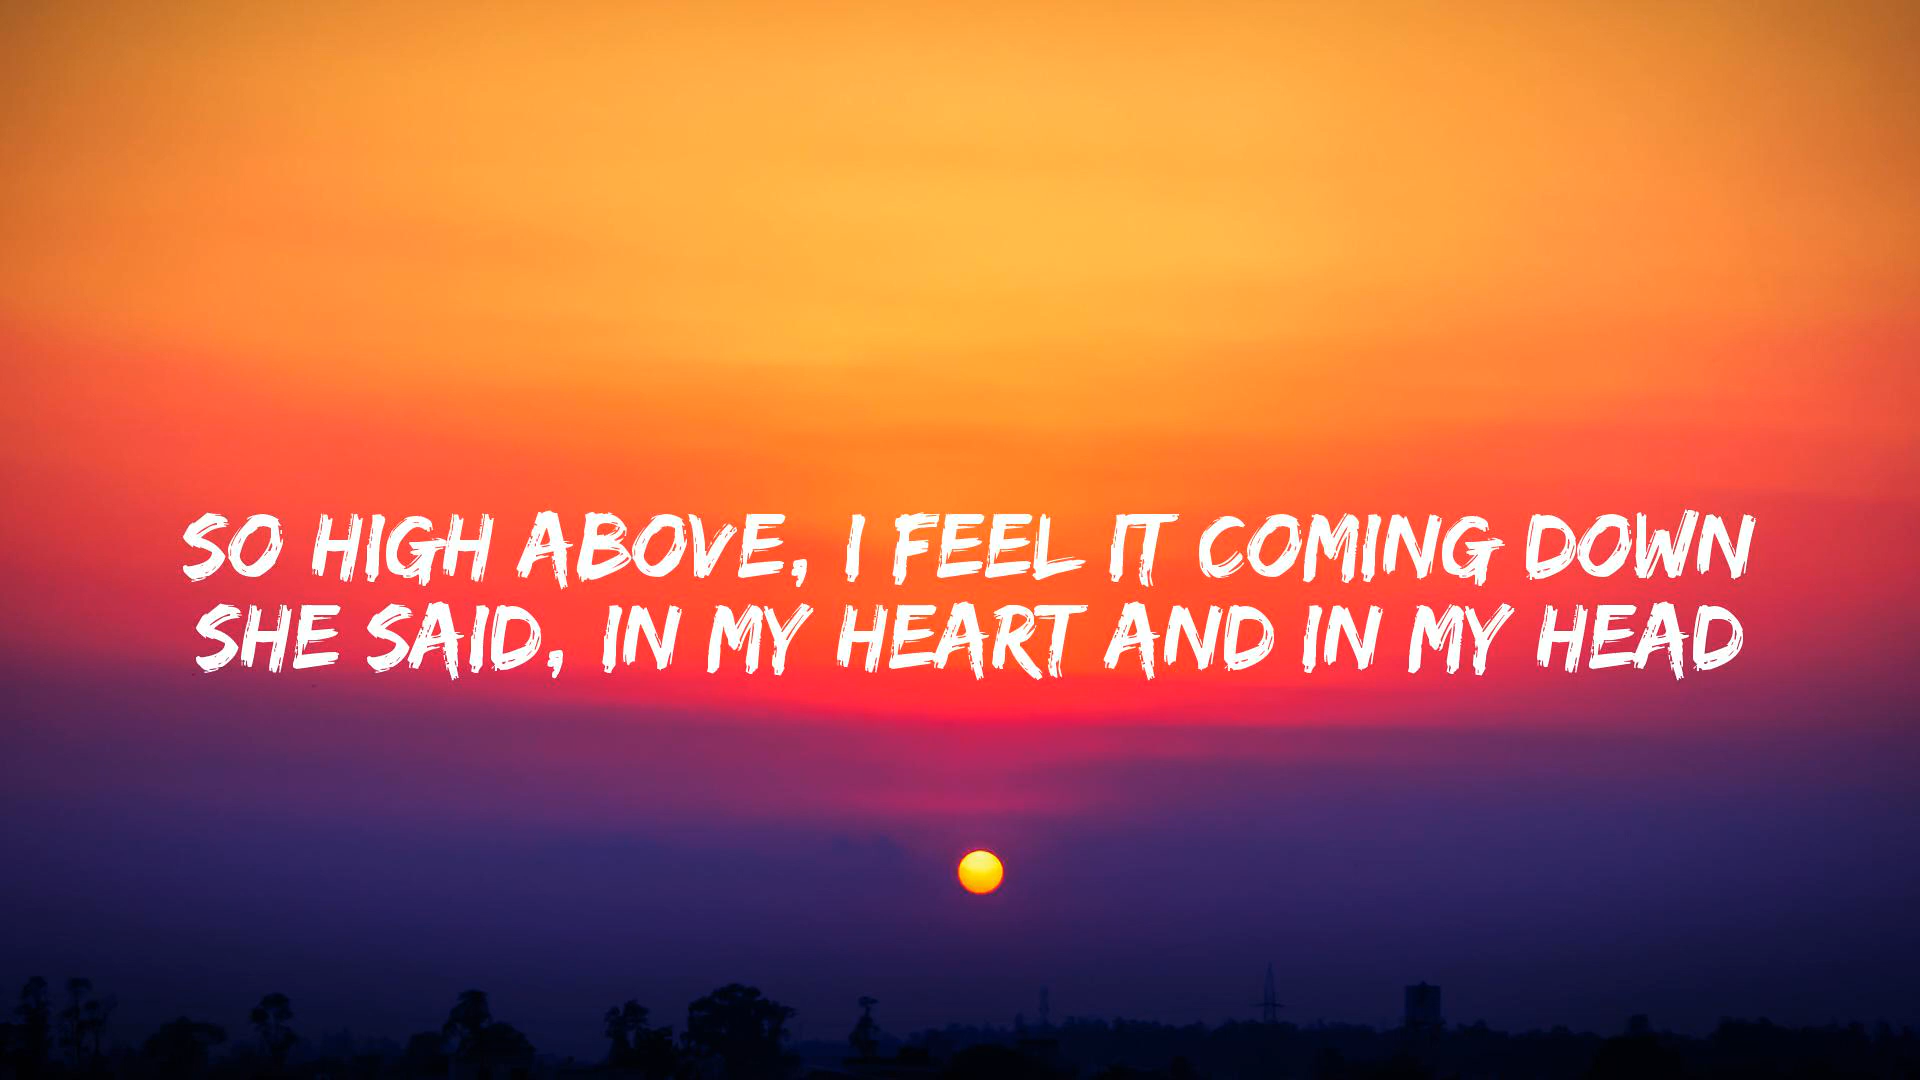 SO HIGH ABOVE, I FEEL IT COMING DOWN
SHE SAID, IN MY HEART AND IN MY HEAD